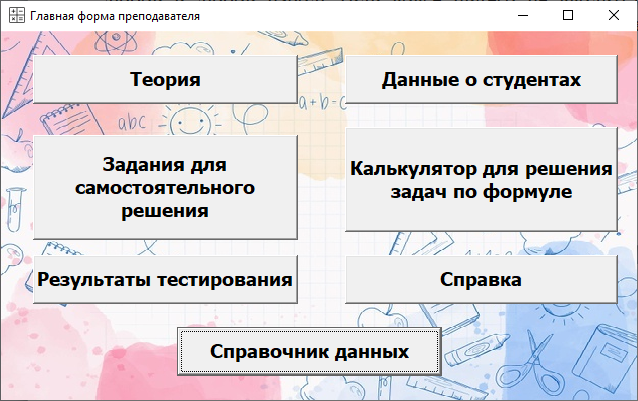 Главная форма преподавателя
Теория
Данные о студентах
a+b=c
abc
Задания для
самостоятельного
решения
Калькулятор для решения
задач по формуле
Результаты тестирования
Справка
Справочник данных